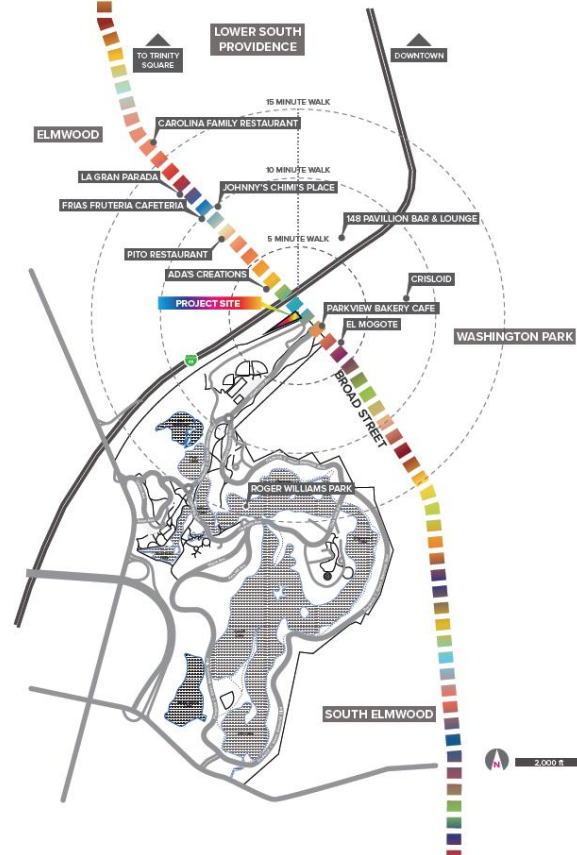 LOWER SOUTH
PROVIDENCE
TO TRINITY
SQUARE
DOWNTOWN
15 MINUTE WALK
CAROLINA FAMILY RESTAURANT
ELMWOOD
10 MINUTE WALK
LA GRAN PARADA
JOHNNY'S CHIMI'S PLACE
FRIAS FRUTERIA CAFETERIA
148 PAVILLION BAR & LOUNGE
5 MINUTE WALK
PITO RESTAURANT
ADA'S CREATIONS
CRISLOID
PROJECT SITE
PARKVIEW BAKERY CAFE
EL MOGOTE
WASHINGTON PARK
BROAD STREET
ROGER WILLIAMS PARK
SOUTH ELMWOOD
N
2,000 ft